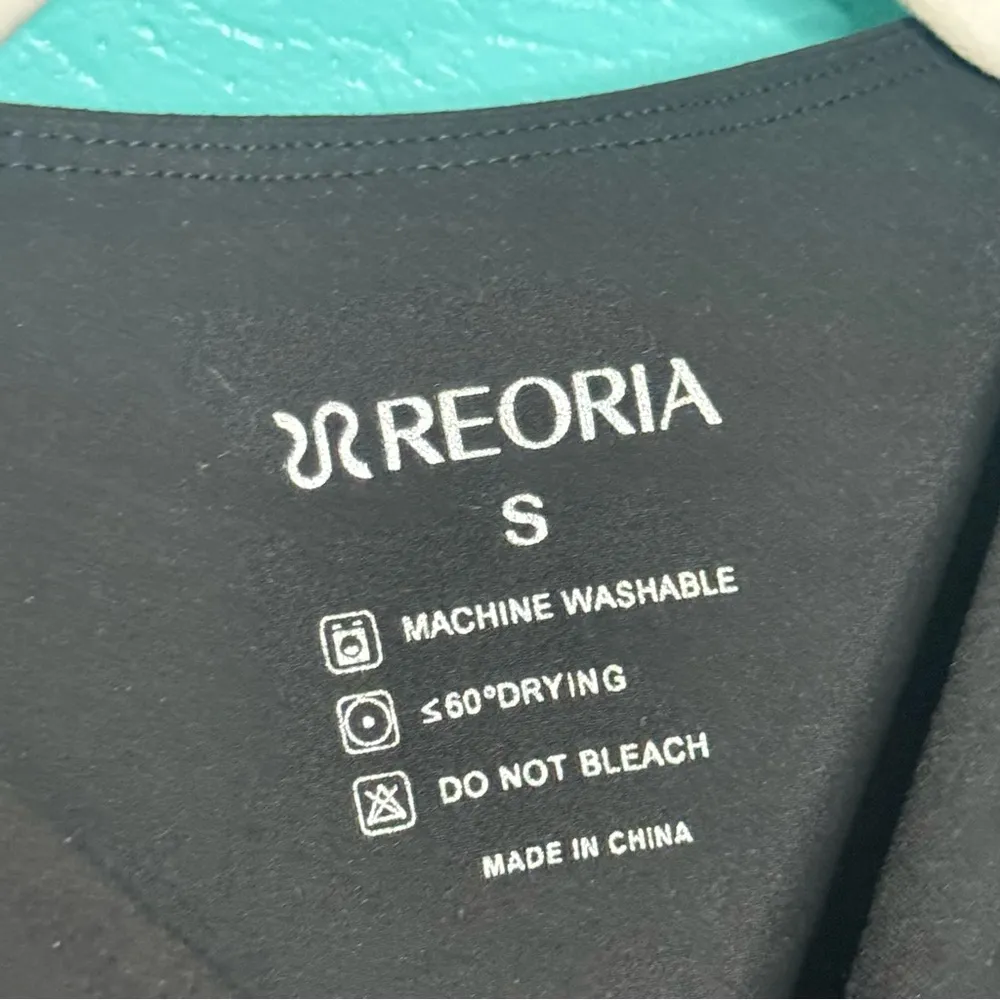 REORIA
S
MACHINE WASHABLE
≤60°DRYING
DO NOT BLEACH
MADE IN CHINA